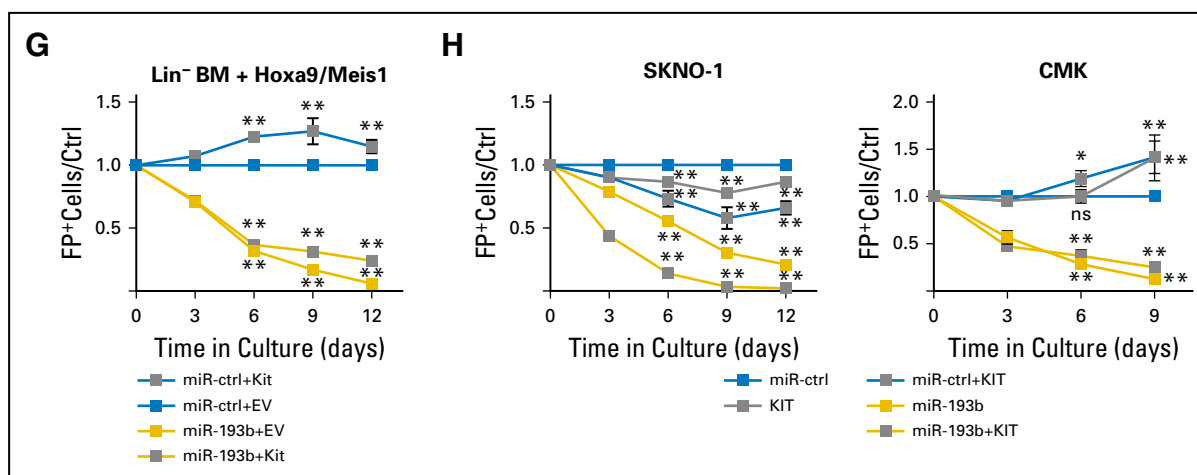 G
Lin⁻ BM + Hoxa9/Meis1
FP⁺Cells/Ctrl
1.5
1.0
0.5
** ** **
** ** **
** ** **
0 3 6 9 12
Time in Culture (days)
miR-ctrl+Kit
miR-ctrl+EV
miR-193b+EV
miR-193b+Kit
H
SKNO-1
FP⁺Cells/Ctrl
1.5
1.0
0.5
** ** **
** ** **
** ** **
** ** **
0 3 6 9 12
Time in Culture (days)
CMK
FP⁺Cells/Ctrl
2.0
1.5
1.0
0.5
* **
**
ns
** **
** **
0 3 6 9
Time in Culture (days)
miR-ctrl
KIT
miR-ctrl+KIT
miR-193b
miR-193b+KIT